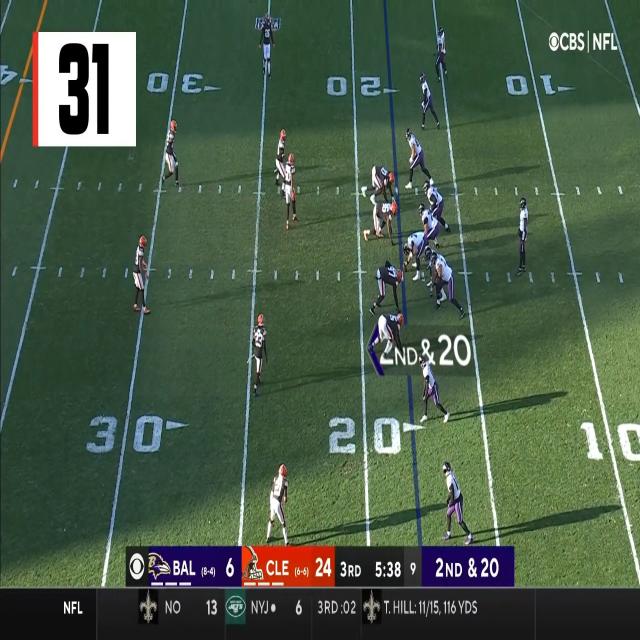 31
CBS | NFL
4
30
20
10
2ND & 20
30
20
10
BAL (8-4) 6 CLE (6-6) 24 3RD 5:38 9 2ND & 20
NFL NO 13 NYJ 6 3RD :02 T. HILL: 11/15, 116 YDS